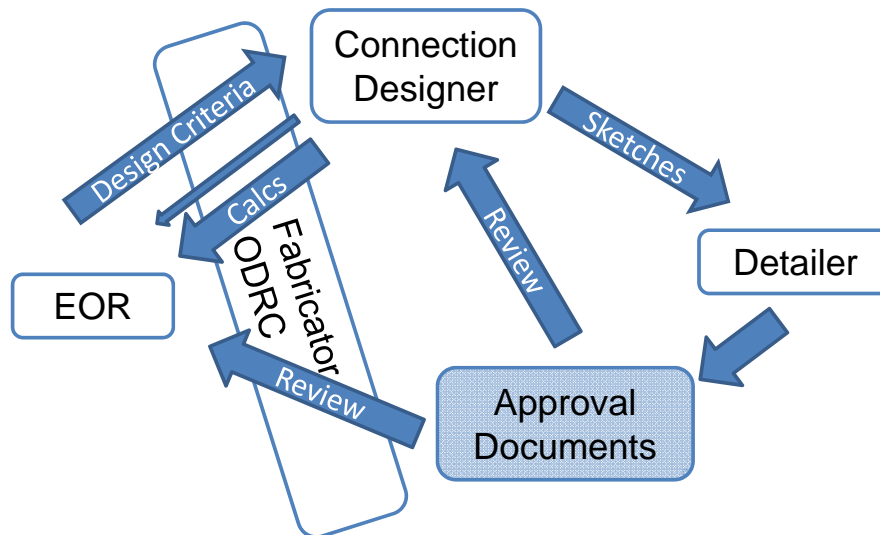 Connection
Designer
Design Criteria
Calcs
Sketches
Fabricator
ODRC
Review
Detailer
EOR
Review
Approval
Documents